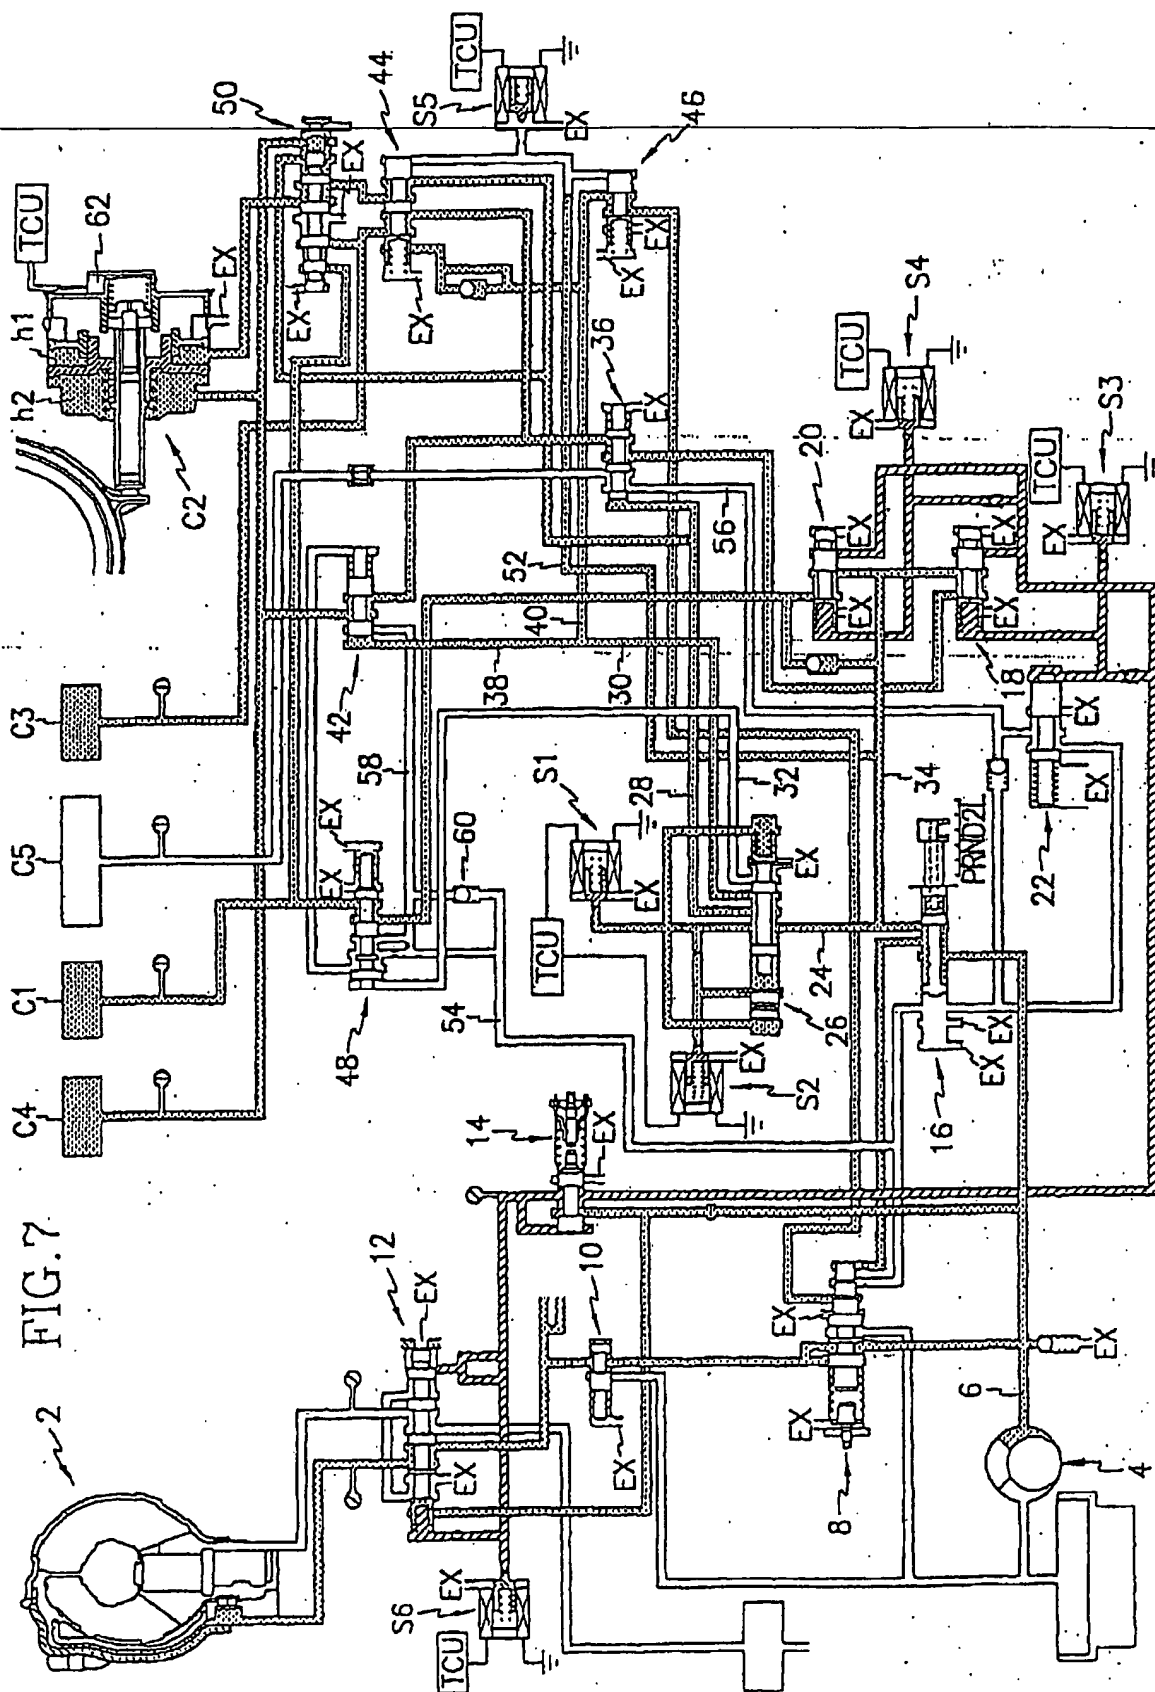 FIG.7
2
12
EX
EX
S6
EX
TCU
10
EX
14
EX
8
EX
EX
EX
6
4
C4
C1
C5
C3
C2
h2
h1
TCU
62
EX
50
EX
EX
44
EX
S5
TCU
EX
46
EX
EX
36
EX
42
38
40
30
52
56
58
48
EX
EX
60
54
S1
TCU
EX
28
32
34
EX
26
24
S2
EX
16
EX
EX
PRND2L
22
EX
EX
18
20
EX
EX
EX
EX
S4
TCU
EX
S3
TCU
EX